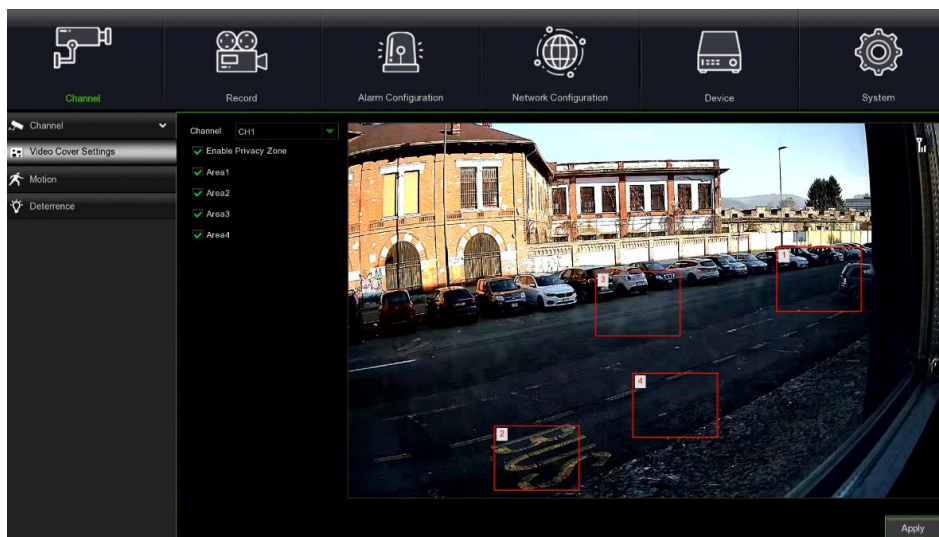 Channel
Record
Alarm Configuration
Network Configuration
Device
System
Channel
Video Cover Settings
Motion
Deterrence
Channel CH1
Enable Privacy Zone
Area1
Area2
Area3
Area4
1
3
4
2
BUS
Apply